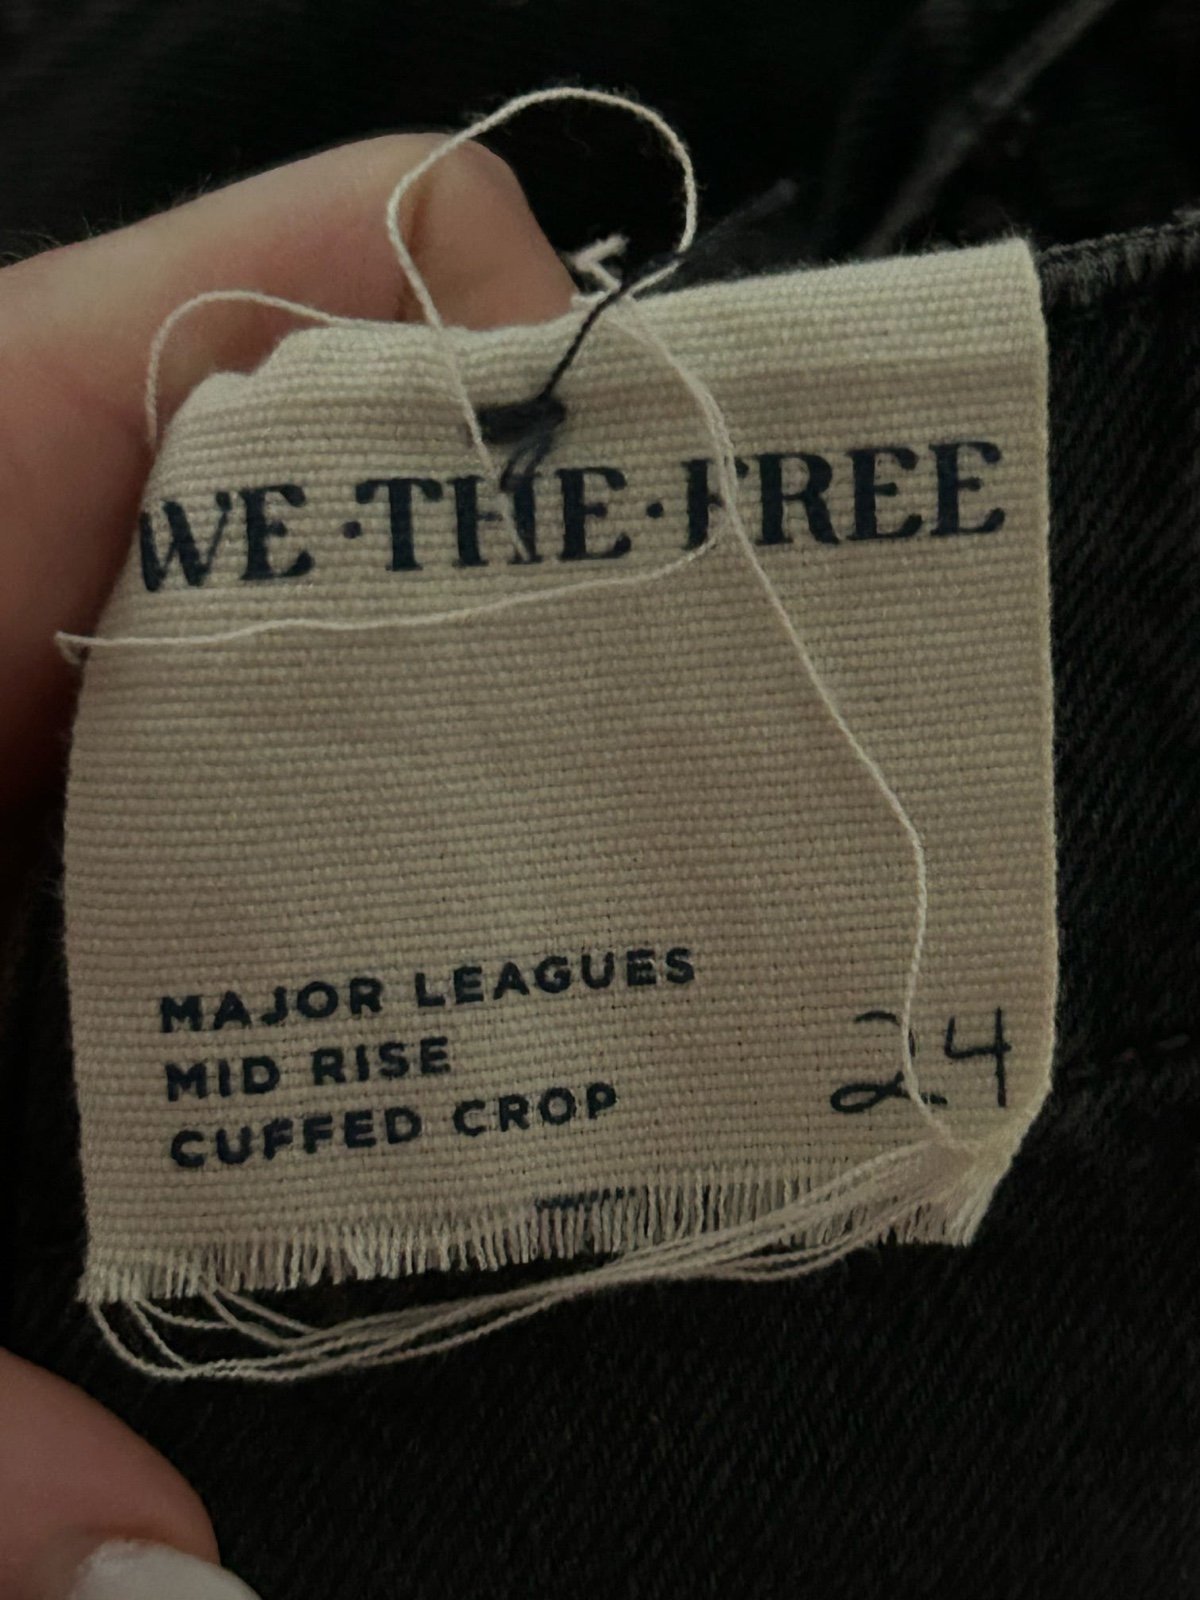 WE·THE·FREE
MAJOR LEAGUES
MID RISE
CUFFED CROP
24